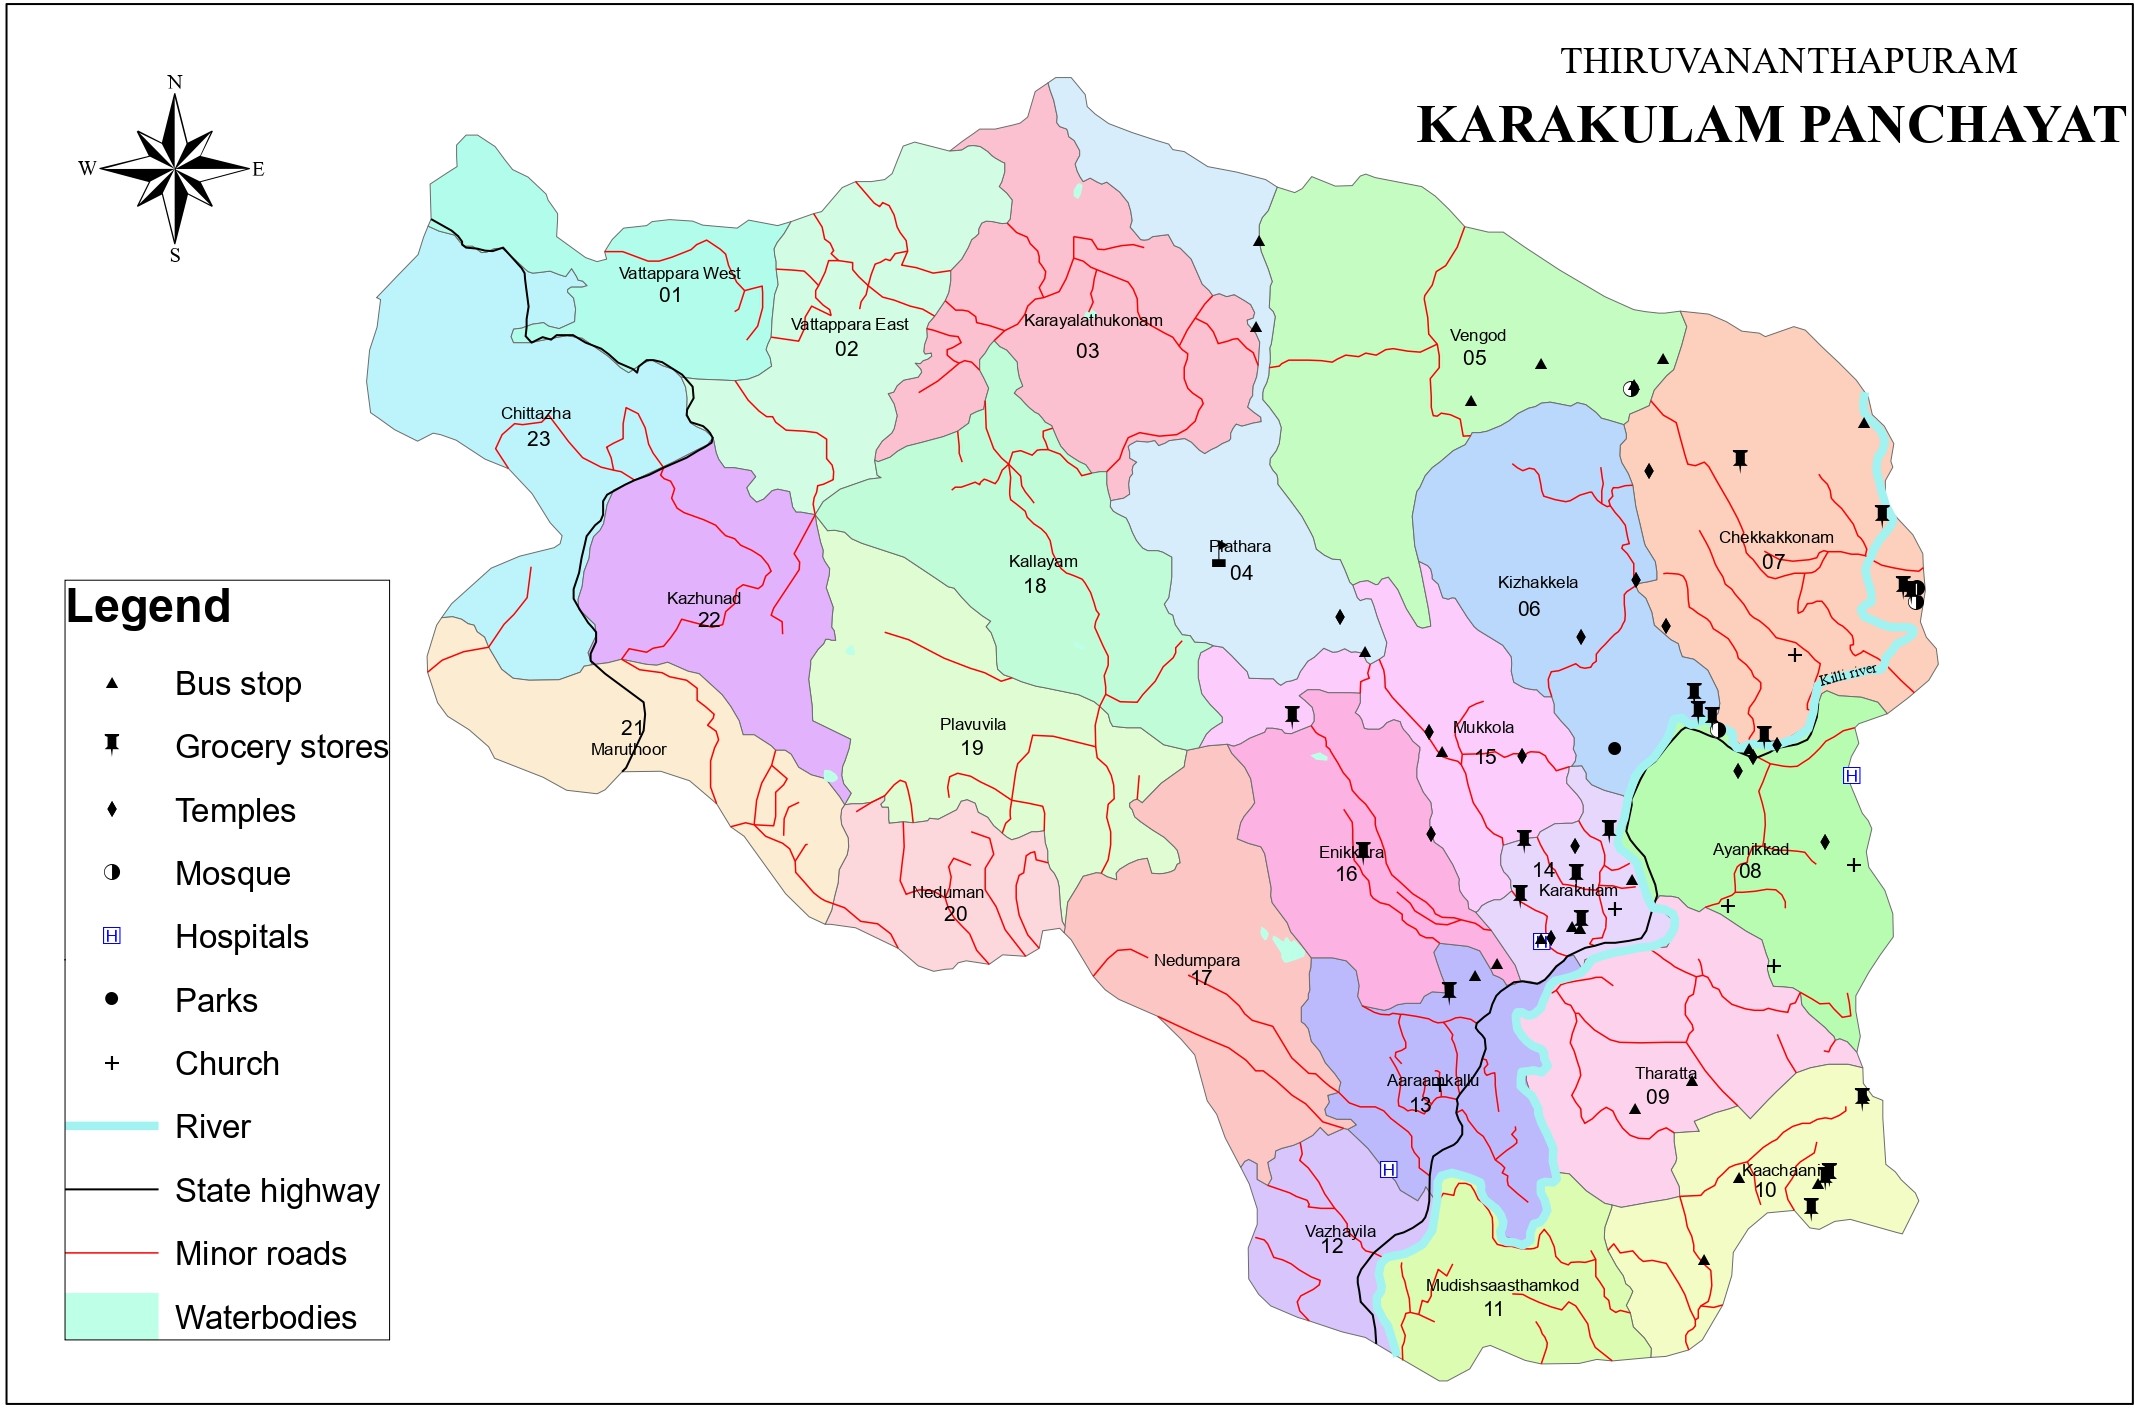 THIRUVANANTHAPURAM
KARAKULAM PANCHAYAT
N
W
E
S
Vattappara West
01
Vattappara East
02
Karayalathukonam
03
Vengod
05
Chittazha
23
Chekkakkonam
07
Kallayam
18
Plathara
04
Kizhakkela
06
Kazhunad
22
Killi river
21
Maruthoor
Plavuvila
19
Mukkola
15
H
Enikkara
16
14
Karakulam
Ayanikkad
08
Neduman
20
H
Nedumpara
17
Aaraamkallu
13
Tharatta
09
H
Kaachaani
10
Vazhayila
12
Mudishsaasthamkod
11
Legend
Bus stop
Grocery stores
Temples
Mosque
H Hospitals
Parks
Church
River
State highway
Minor roads
Waterbodies